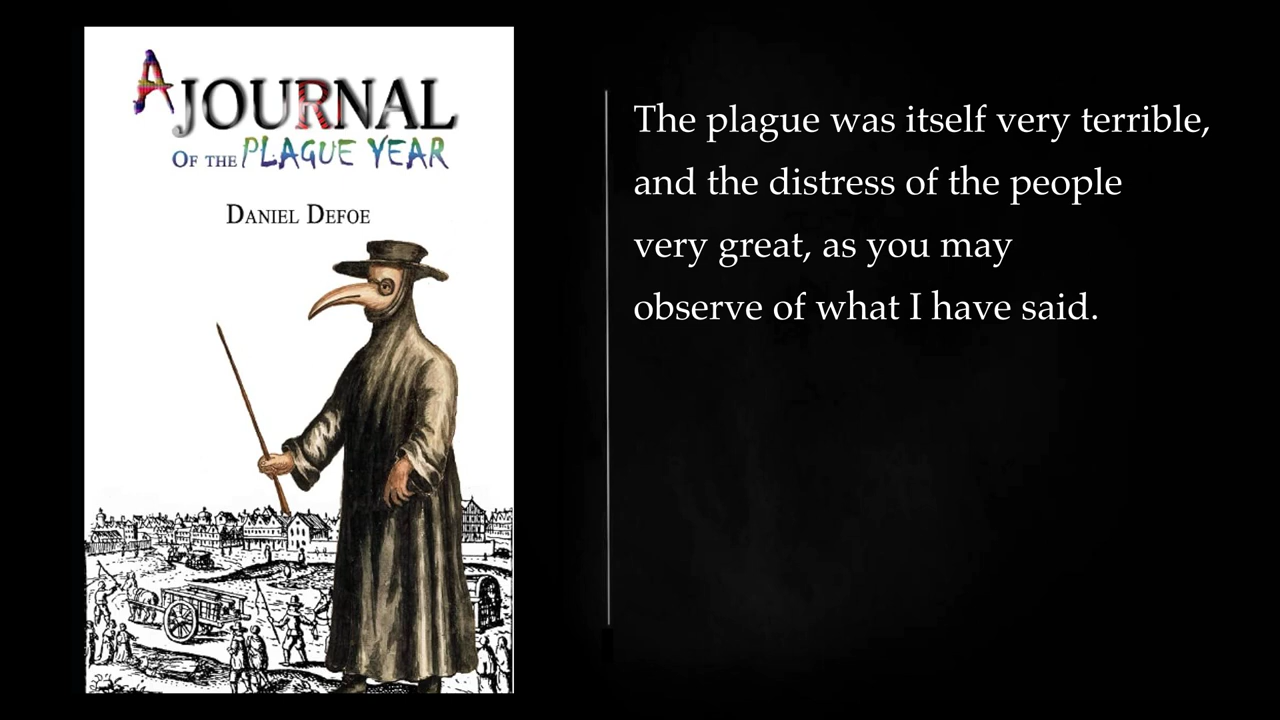 A JOURNAL
OF THE PLAGUE YEAR
DANIEL DEFOE
The plague was itself very terrible,
and the distress of the people
very great, as you may
observe of what I have said.